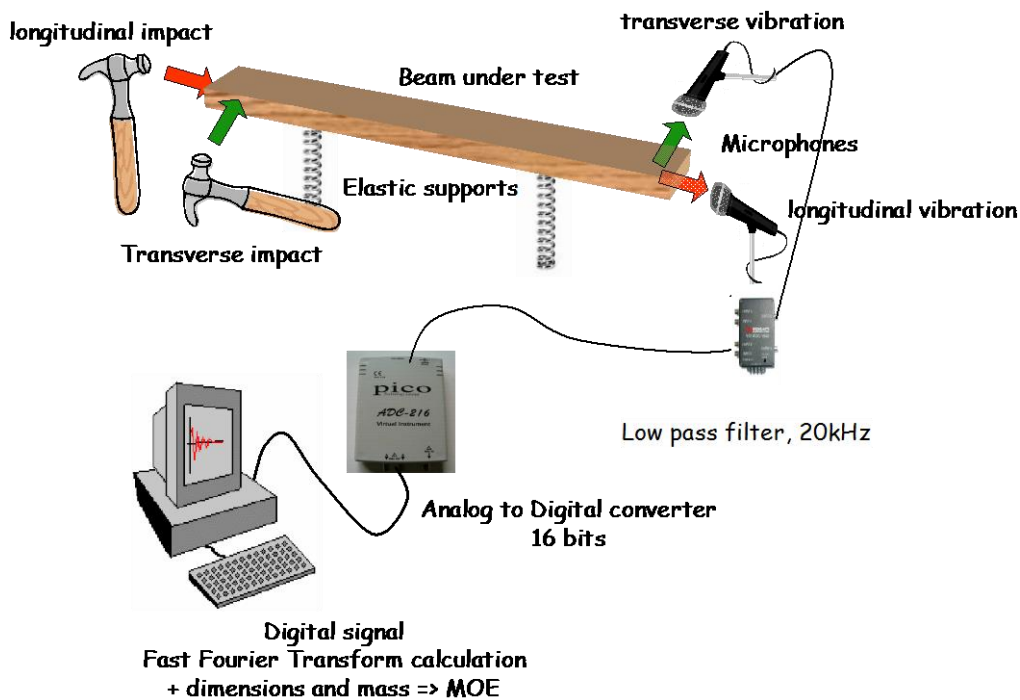 transverse vibration
longitudinal impact
Beam under test
Microphones
Elastic supports
longitudinal vibration
Transverse impact
pico
ADC-216
Virtual Instrument
Low pass filter, 20kHz
Analog to Digital converter
16 bits
Digital signal
Fast Fourier Transform calculation
+ dimensions and mass => MOE